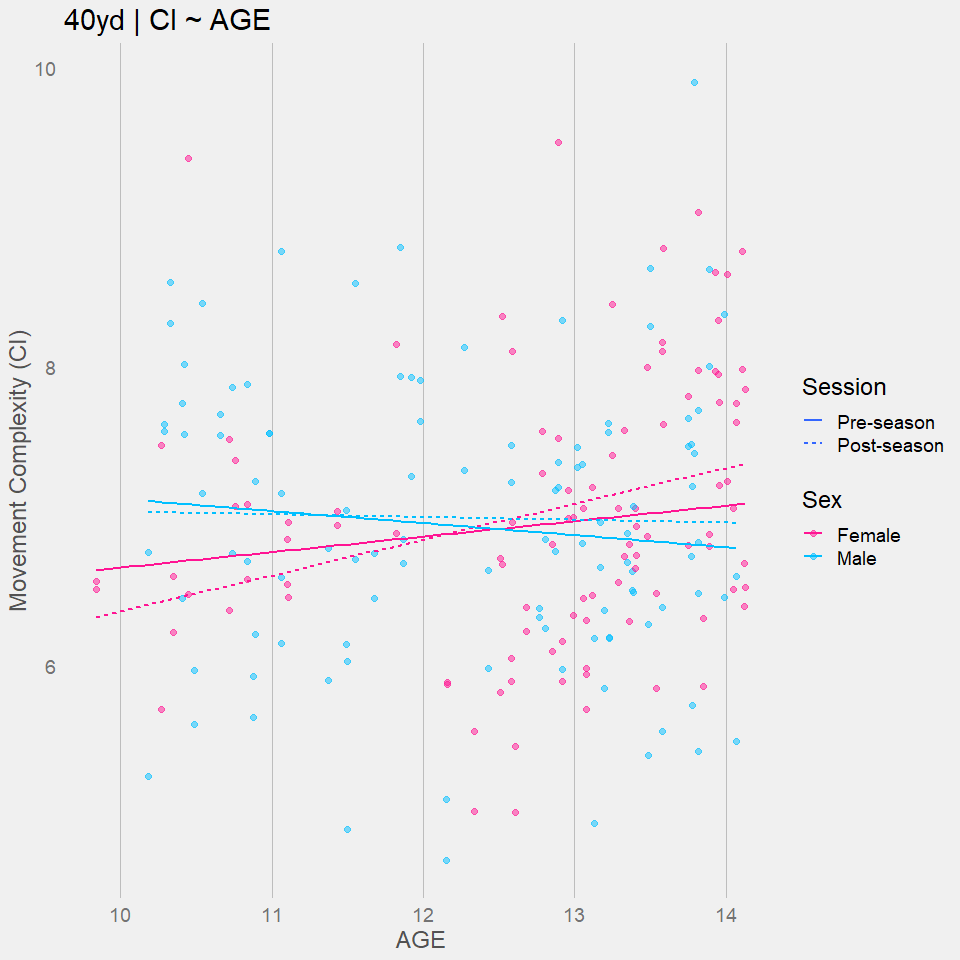 40yd | CI ~ AGE
10
8
6
Movement Complexity (CI)
10 11 12 13 14
AGE
Session
Pre-season
Post-season
Sex
Female
Male